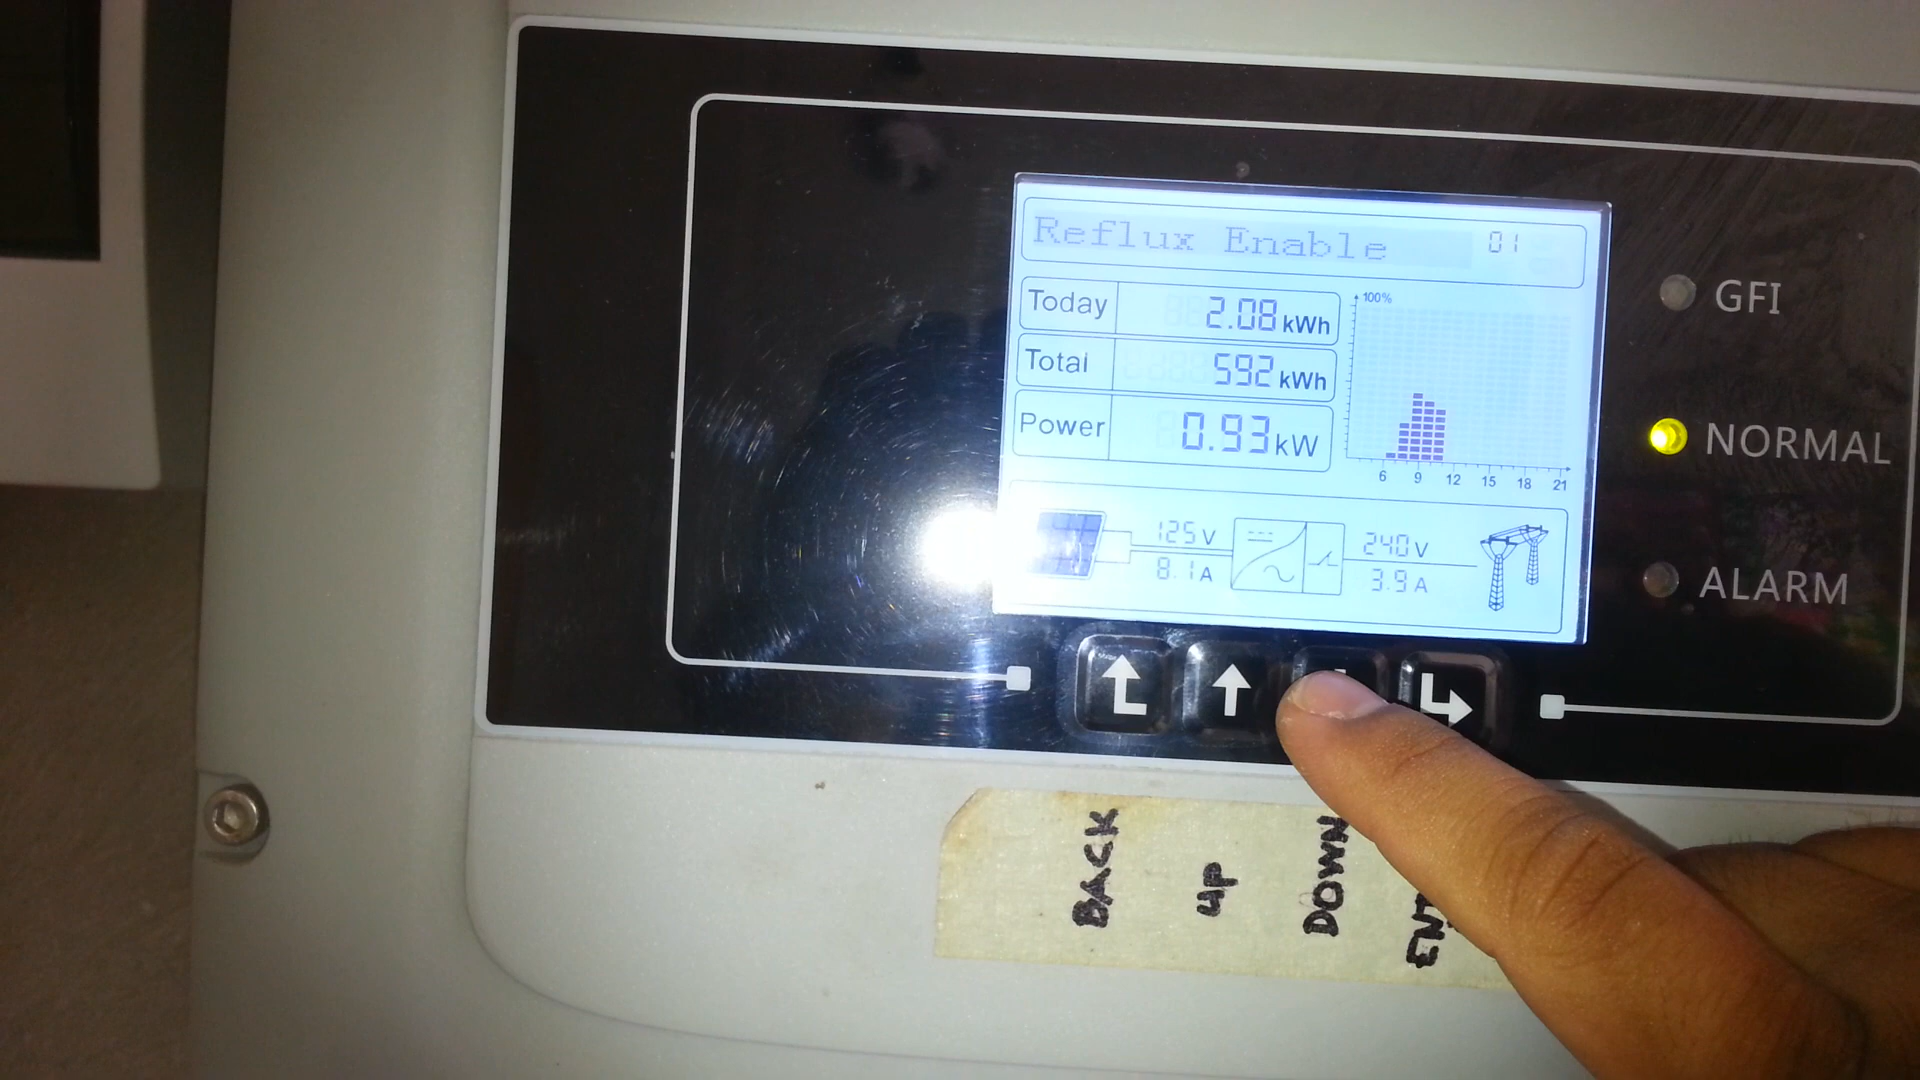 Reflux Enable 01
Today 2.08 kWh
Total 592 kWh
Power 0.93 kW
100%
6 9 12 15 18 21
125 V
8.1 A
240 V
3.9 A
GFI
NORMAL
ALARM
BACK
UP
DOWN